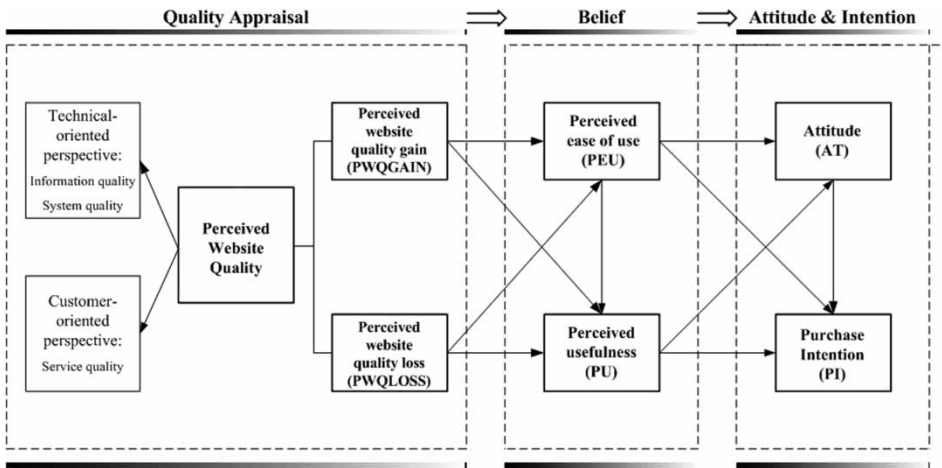 Quality Appraisal
Belief
Attitude & Intention
Technical-
oriented
perspective:
Information quality
System quality
Customer-
oriented
perspective:
Service quality
Perceived
Website
Quality
Perceived
website
quality gain
(PWQGAIN)
Perceived
website
quality loss
(PWQLOSS)
Perceived
ease of use
(PEU)
Perceived
usefulness
(PU)
Attitude
(AT)
Purchase
Intention
(PI)